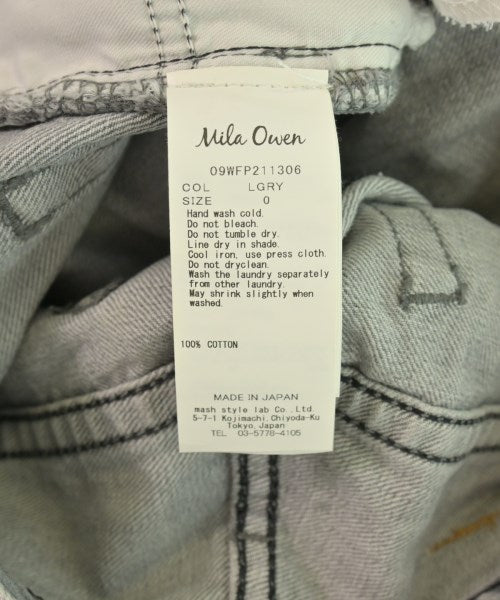 Mila Owen
09WFP211306
COL LGRY
SIZE 0
Hand wash cold.
Do not bleach.
Do not tumble dry.
Line dry in shade.
Cool iron, use press cloth.
Do not dryclean.
Wash the laundry separately
from other laundry.
May shrink slightly when
washed.
100% COTTON
MADE IN JAPAN
mash style lab Co.,Ltd.
5-7-1 Kojimachi, Chiyoda-Ku
Tokyo, Japan
TEL 03-5778-4105